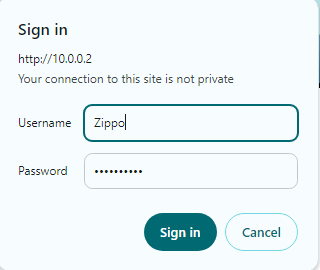 Sign in
http://10.0.0.2
Your connection to this site is not private
Username Zippo
Password ••••••••••
Sign in Cancel